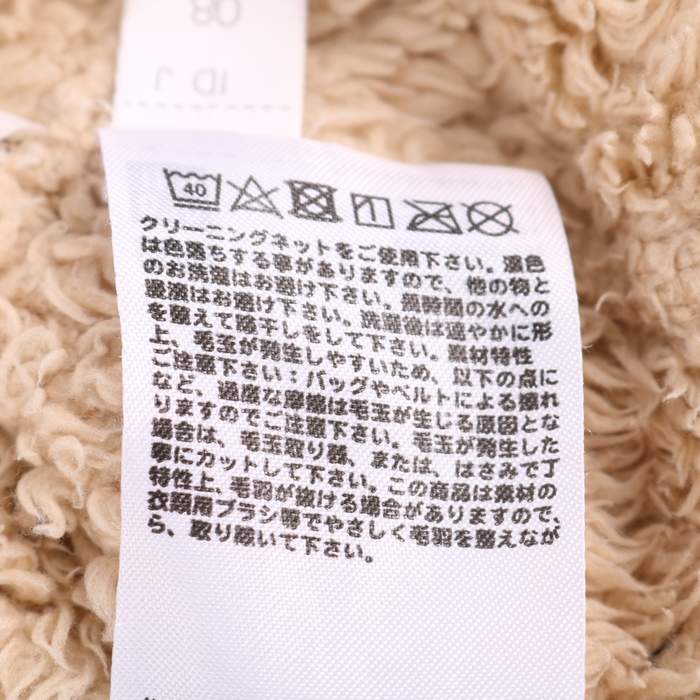 40
クリーニングネットをご使用下さい。濃色
は色落ちする事がありますので、他の物と
のお洗濯はお避け下さい。長時間の水への
浸漬はお避け下さい。洗濯後は速やかに形
を整えて陰干しをして下さい。素材特性
上、毛玉が発生しやすいため、以下の点に
ご注意下さい：バッグやベルトによる擦れ
など、過度な摩擦は毛玉が生じる原因とな
りますのでご注意下さい。毛玉が発生した
場合は、毛玉取り器、または、はさみで丁
寧にカットして下さい。この商品は素材の
特性上、毛羽が抜ける場合がありますので、
衣類用ブラシ等でやさしく毛羽を整えなが
ら、取り除いて下さい。